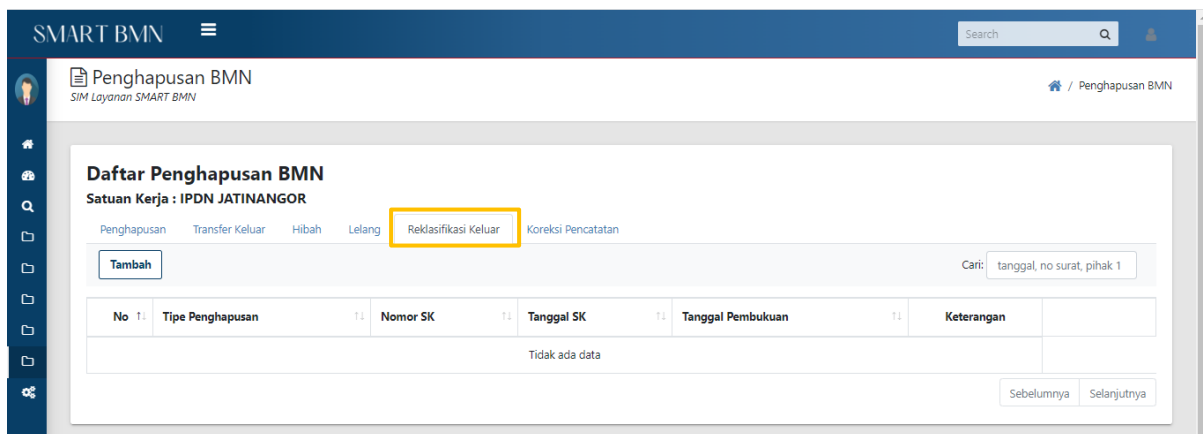 SMART BMN
Search
Penghapusan BMN
SIM Layanan SMART BMN
/ Penghapusan BMN
Daftar Penghapusan BMN
Satuan Kerja : IPDN JATINANGOR
Penghapusan Transfer Keluar Hibah Lelang Reklasifikasi Keluar Koreksi Pencatatan
Tambah
Cari: tanggal, no surat, pihak 1
No Tipe Penghapusan Nomor SK Tanggal SK Tanggal Pembukuan Keterangan
Tidak ada data
Sebelumnya Selanjutnya